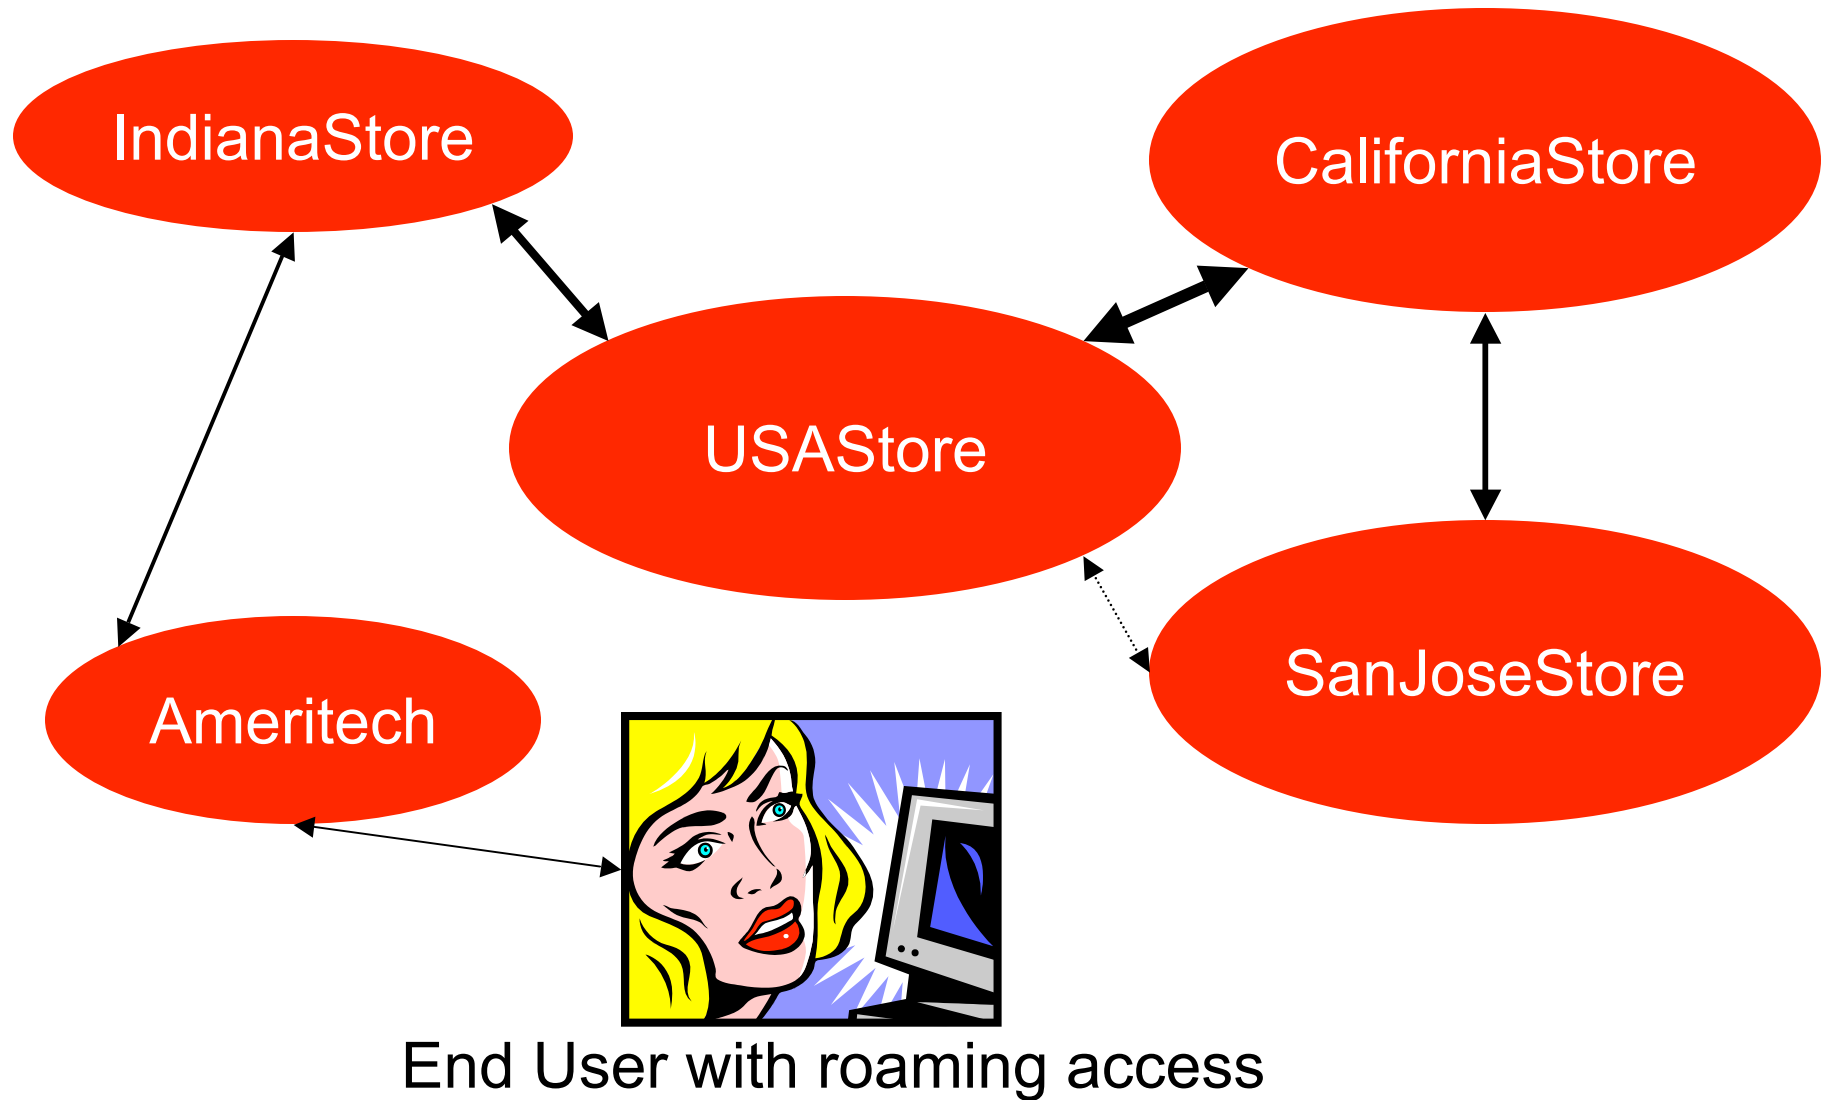 IndianaStore
CaliforniaStore
USAStore
SanJoseStore
Ameritech
End User with roaming access